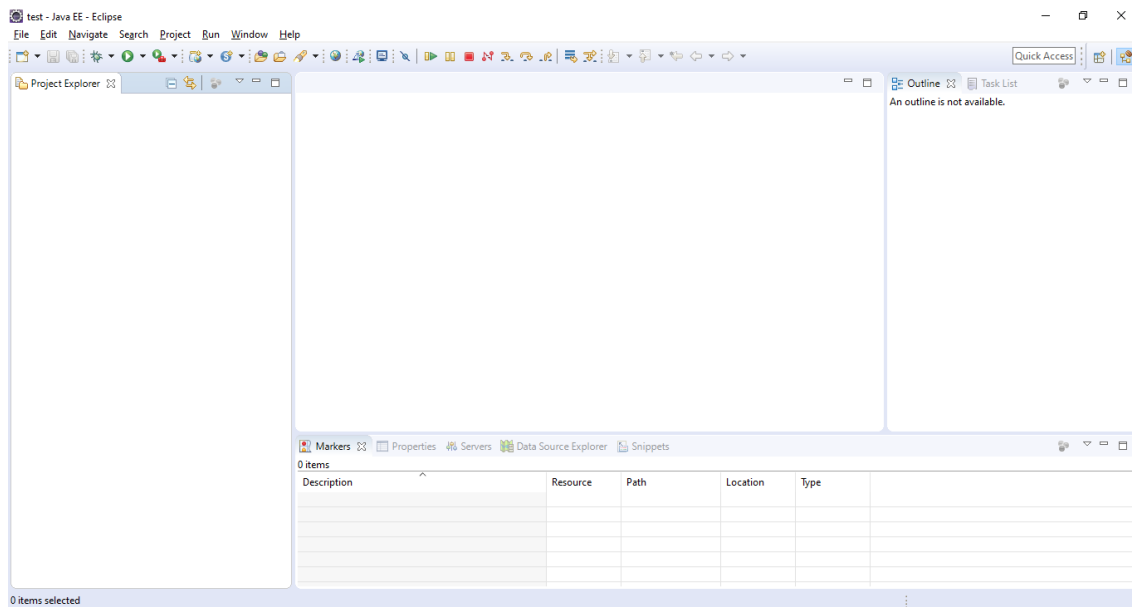 test - Java EE - Eclipse
File Edit Navigate Search Project Run Window Help
Quick Access
Project Explorer
Outline Task List
An outline is not available.
Markers Properties Servers Data Source Explorer Snippets
0 items
Description Resource Path Location Type
0 items selected